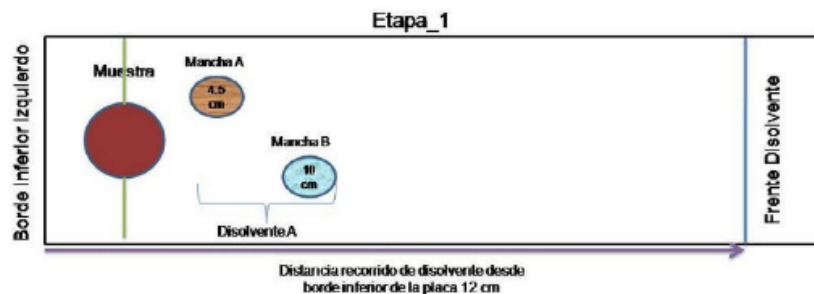 Etapa_1
Borde Inferior Izquierdo
Muestra
Mancha A
4.5
cm
Mancha B
10
cm
Disolvente A
Frente Disolvente
Distancia recorrido de disolvente desde
borde inferior de la placa 12 cm